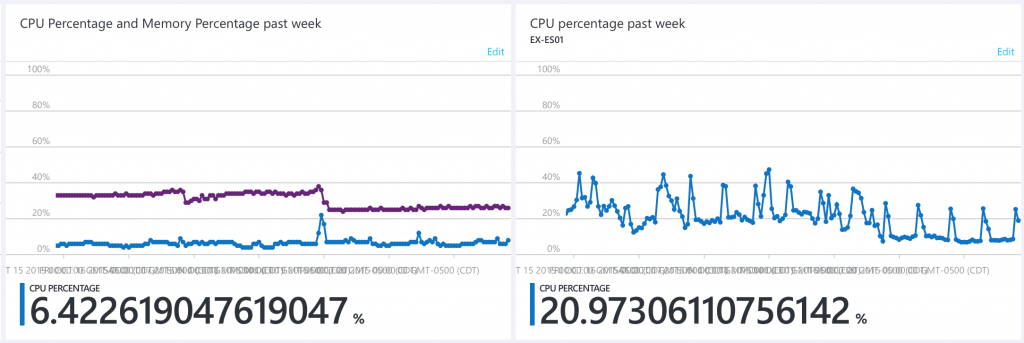 CPU Percentage and Memory Percentage past week
Edit
100%
80%
60%
40%
20%
0%
GMT-0500 (CDT)
CPU PERCENTAGE
6.422619047619047 %
CPU percentage past week
EX-ES01
Edit
100%
80%
60%
40%
20%
0%
GMT-0500 (CDT)
CPU PERCENTAGE
20.97306110756142 %